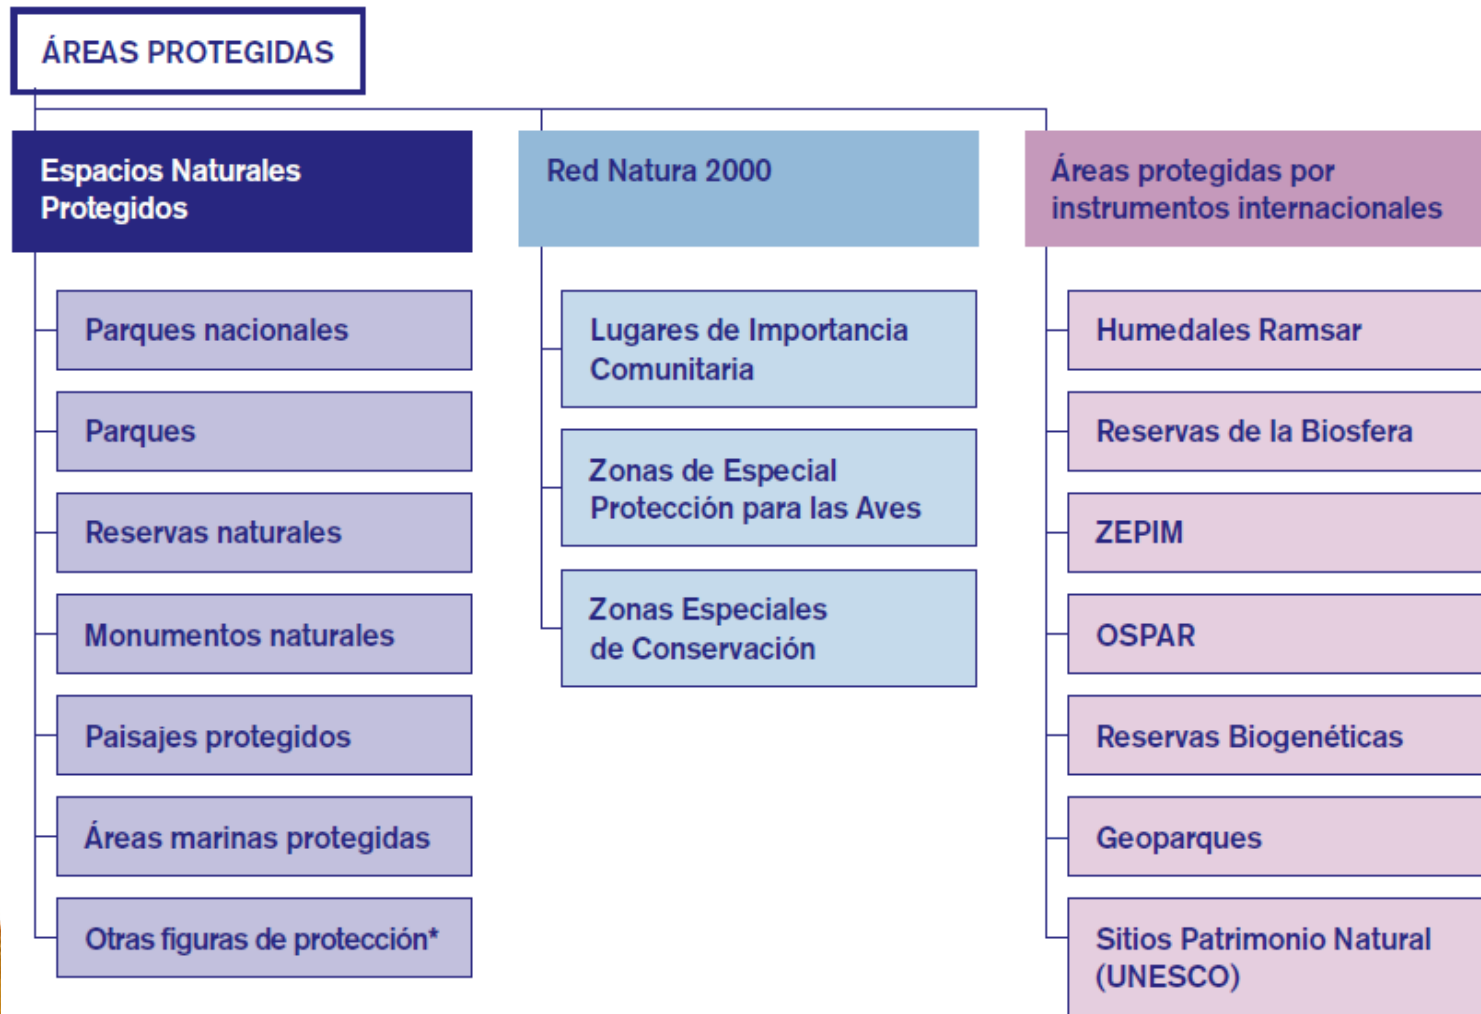 ÁREAS PROTEGIDAS
Espacios Naturales
Protegidos
Parques nacionales
Parques
Reservas naturales
Monumentos naturales
Paisajes protegidos
Áreas marinas protegidas
Otras figuras de protección*
Red Natura 2000
Lugares de Importancia
Comunitaria
Zonas de Especial
Protección para las Aves
Zonas Especiales
de Conservación
Áreas protegidas por
instrumentos internacionales
Humedales Ramsar
Reservas de la Biosfera
ZEPIM
OSPAR
Reservas Biogenéticas
Geoparques
Sitios Patrimonio Natural
(UNESCO)